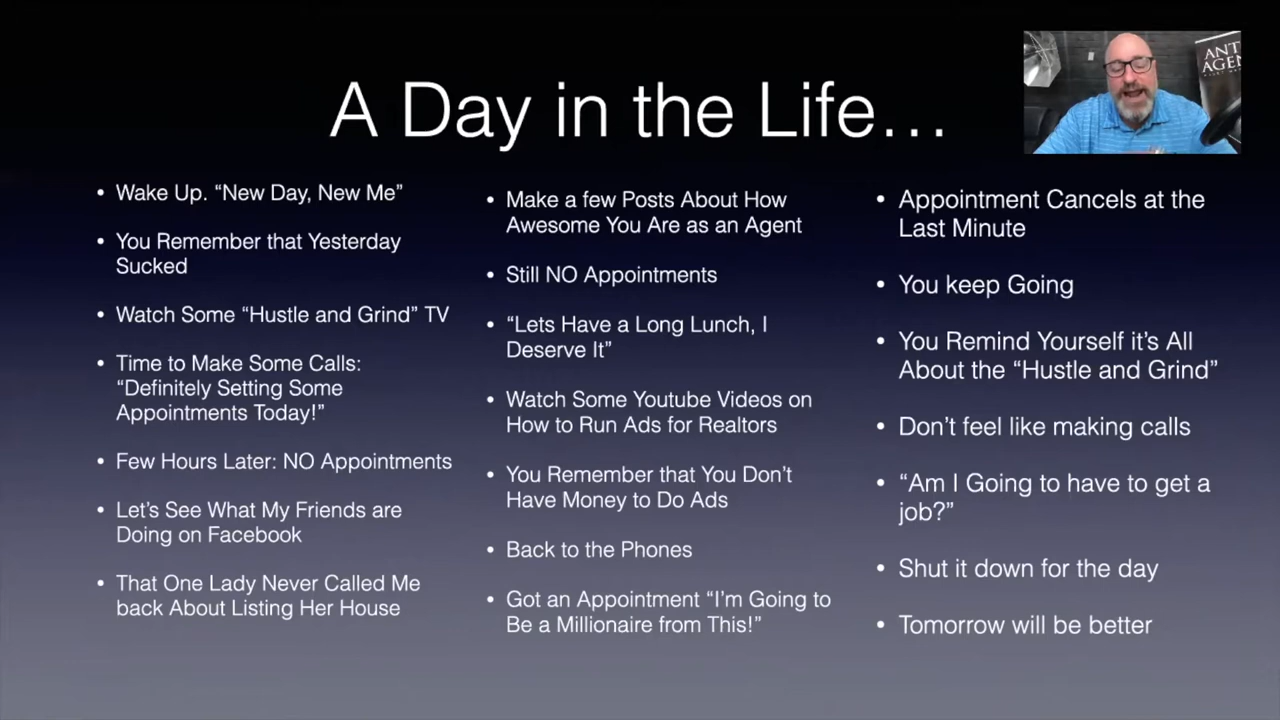 A Day in the Life…
• Wake Up. “New Day, New Me”
• You Remember that Yesterday
Sucked
• Watch Some “Hustle and Grind” TV
• Time to Make Some Calls:
“Definitely Setting Some
Appointments Today!”
• Few Hours Later: NO Appointments
• Let’s See What My Friends are
Doing on Facebook
• That One Lady Never Called Me
back About Listing Her House
• Make a few Posts About How
Awesome You Are as an Agent
• Still NO Appointments
• “Lets Have a Long Lunch, I
Deserve It”
• Watch Some Youtube Videos on
How to Run Ads for Realtors
• You Remember that You Don’t
Have Money to Do Ads
• Back to the Phones
• Got an Appointment “I’m Going to
Be a Millionaire from This!”
• Appointment Cancels at the
Last Minute
• You keep Going
• You Remind Yourself it’s All
About the “Hustle and Grind”
• Don’t feel like making calls
• “Am I Going to have to get a
job?”
• Shut it down for the day
• Tomorrow will be better